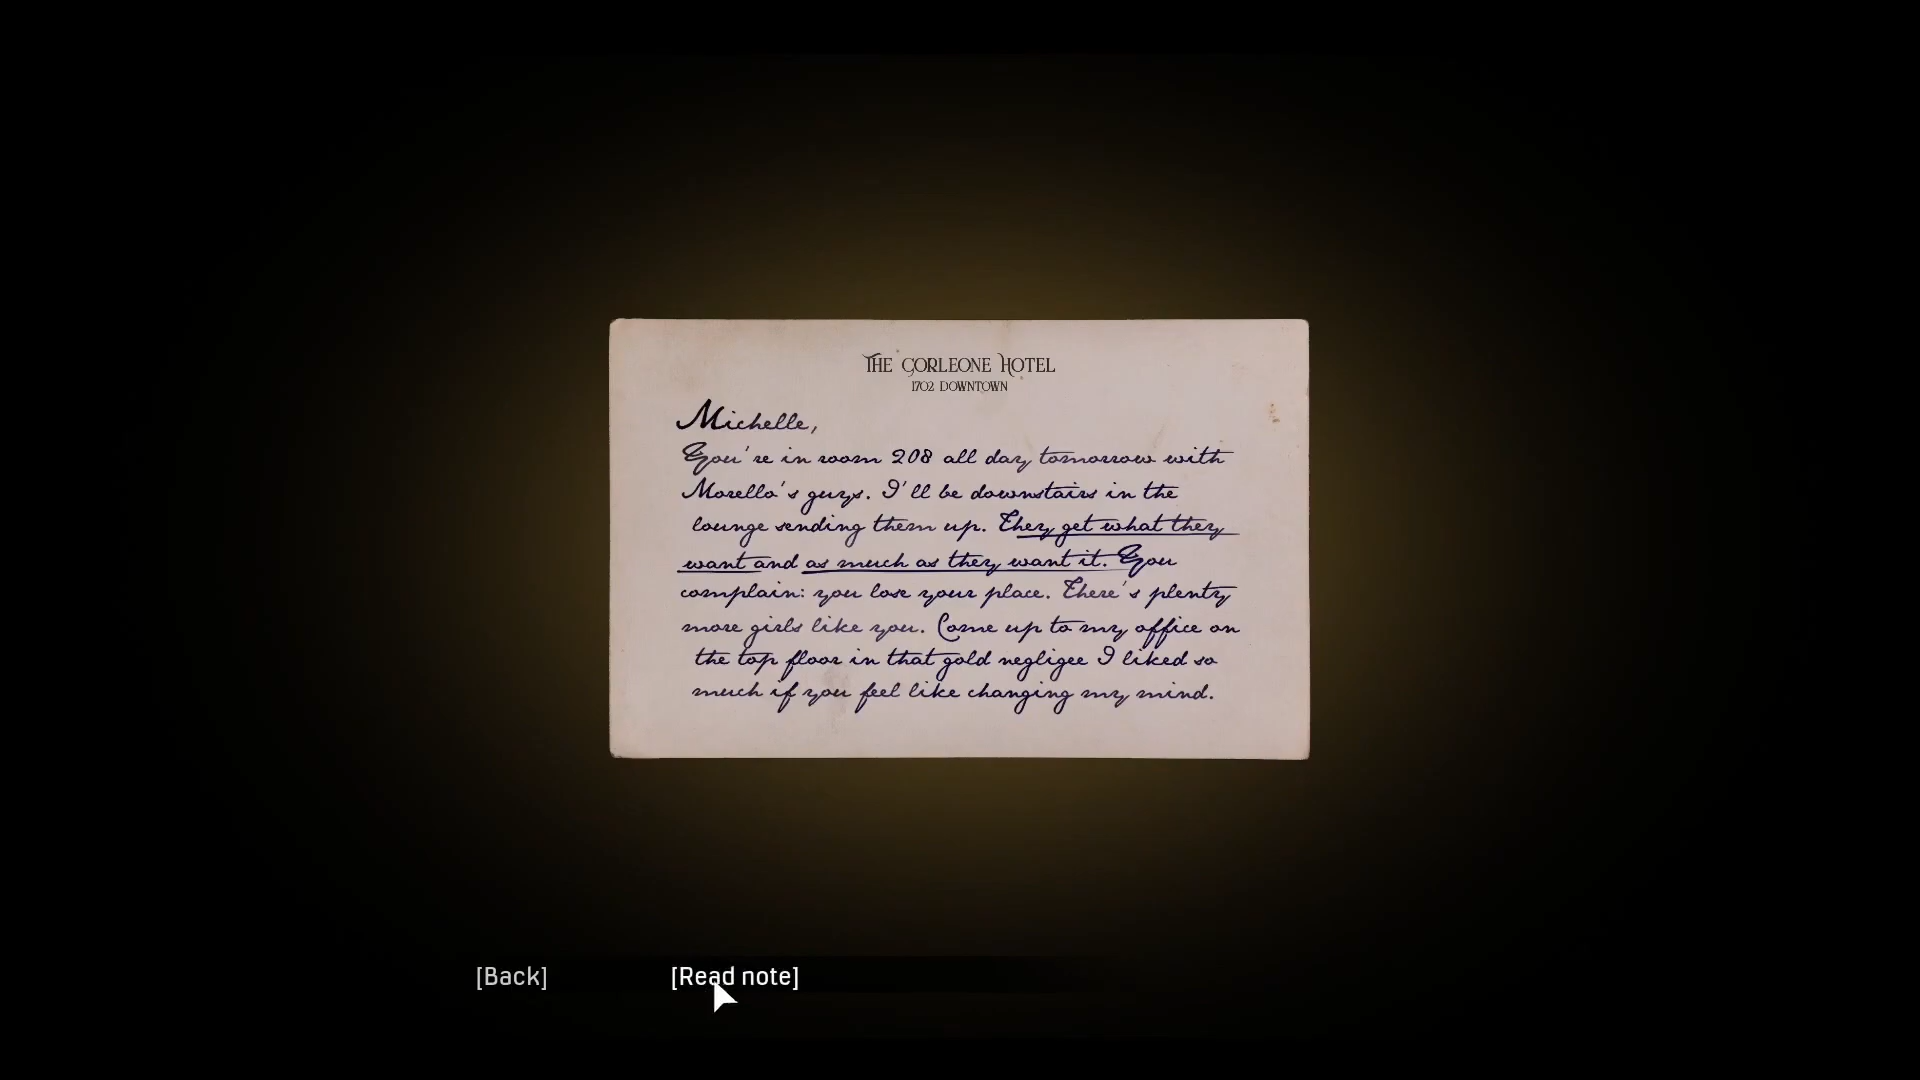 THE CORLEONE HOTEL
1702 DOWNTOWN
Michelle,
You're in room 208 all day tomorrow with
Morello's guys. I'll be downstairs in the
lounge sending them up. They get what they
want and as much as they want it. You
complain: you lose your place. There's plenty
more girls like you. Come up to my office on
the top floor in that gold negligee I liked so
much if you feel like changing my mind.
[Back] [Read note]